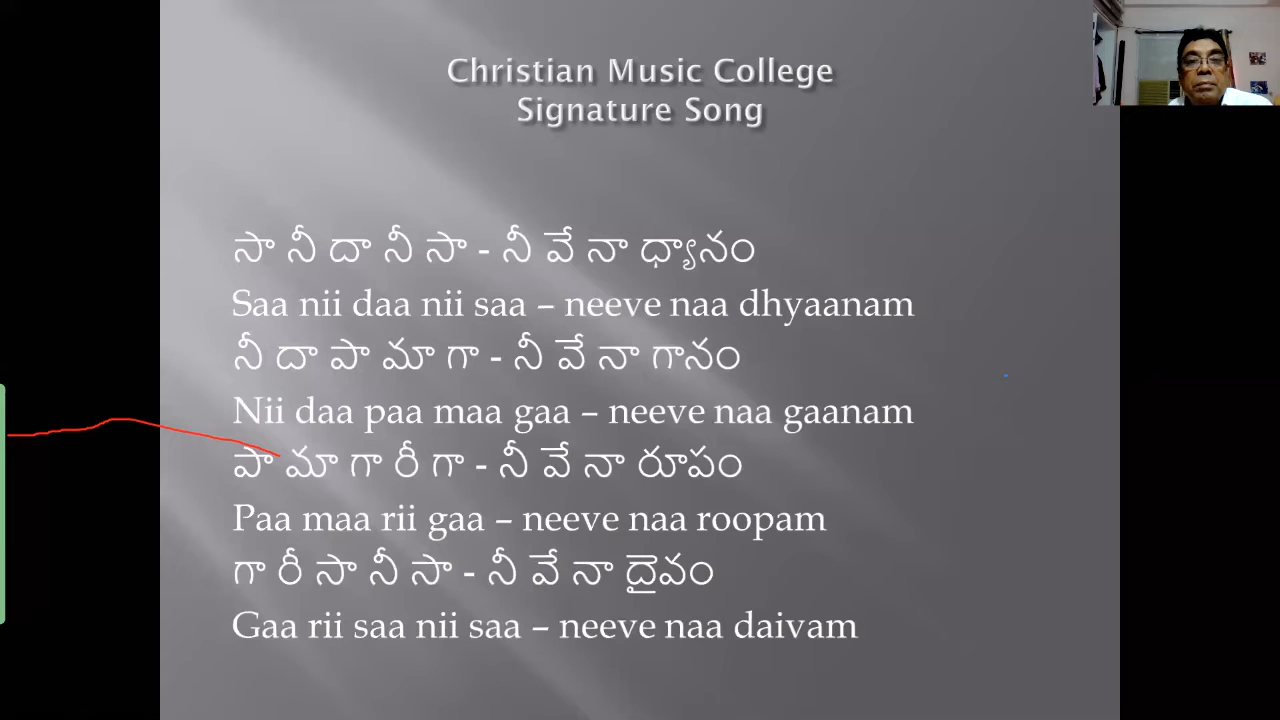 Christian Music College
Signature Song
సా నీ దా నీ సా - నీ వే నా ధ్యానం
Saa nii daa nii saa – neeve naa dhyaanam
నీ దా పా మా గా - నీ వే నా గానం
Nii daa paa maa gaa – neeve naa gaanam
పా మా గా రీ గా - నీ వే నా రూపం
Paa maa rii gaa – neeve naa roopam
గా రీ సా నీ సా - నీ వే నా దైవం
Gaa rii saa nii saa – neeve naa daivam